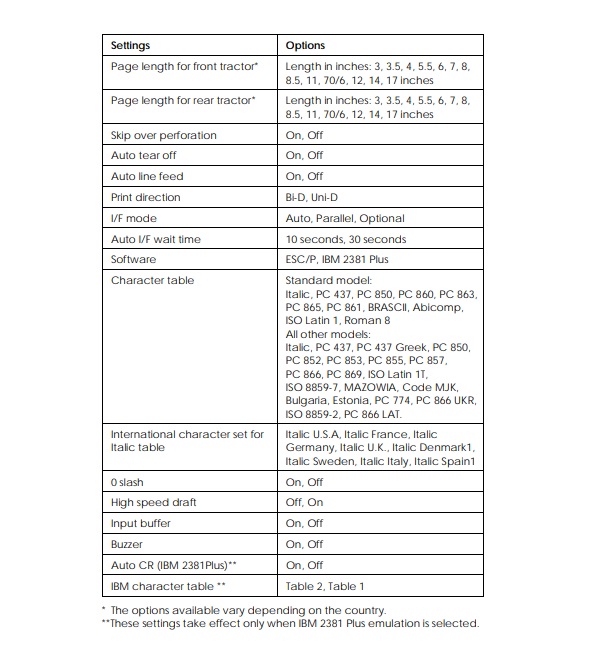 Settings Options
Page length for front tractor* Length in inches: 3, 3.5, 4, 5.5, 6, 7, 8,
8.5, 11, 70/6, 12, 14, 17 inches
Page length for rear tractor* Length in inches: 3, 3.5, 4, 5.5, 6, 7, 8,
8.5, 11, 70/6, 12, 14, 17 inches
Skip over perforation On, Off
Auto tear off On, Off
Auto line feed On, Off
Print direction Bi-D, Uni-D
I/F mode Auto, Parallel, Optional
Auto I/F wait time 10 seconds, 30 seconds
Software ESC/P, IBM 2381 Plus
Character table Standard model:
Italic, PC 437, PC 850, PC 860, PC 863,
PC 865, PC 861, BRASCII, Abicomp,
ISO Latin 1, Roman 8
All other models:
Italic, PC 437, PC 437 Greek, PC 850,
PC 852, PC 853, PC 855, PC 857,
PC 866, PC 869, ISO Latin 1T,
ISO 8859-7, MAZOWIA, Code MJK,
Bulgaria, Estonia, PC 774, PC 866 UKR,
ISO 8859-2, PC 866 LAT.
International character set for Italic U.S.A, Italic France, Italic
Italic table Germany, Italic U.K., Italic Denmark1,
Italic Sweden, Italic Italy, Italic Spain1
0 slash On, Off
High speed draft Off, On
Input buffer On, Off
Buzzer On, Off
Auto CR (IBM 2381Plus)** On, Off
IBM character table ** Table 2, Table 1
* The options available vary depending on the country.
**These settings take effect only when IBM 2381 Plus emulation is selected.